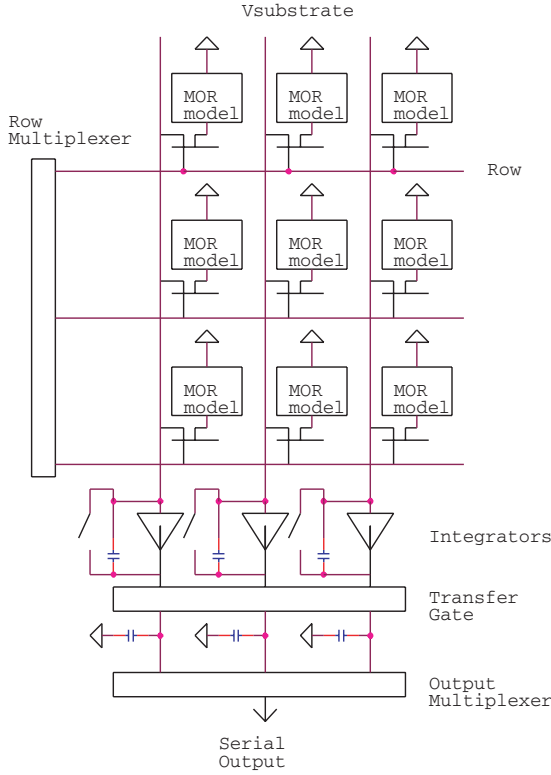 Vsubstrate
MOR
model
MOR
model
MOR
model
Row
Multiplexer
Row
MOR
model
MOR
model
MOR
model
MOR
model
MOR
model
MOR
model
Integrators
Transfer
Gate
Output
Multiplexer
Serial
Output